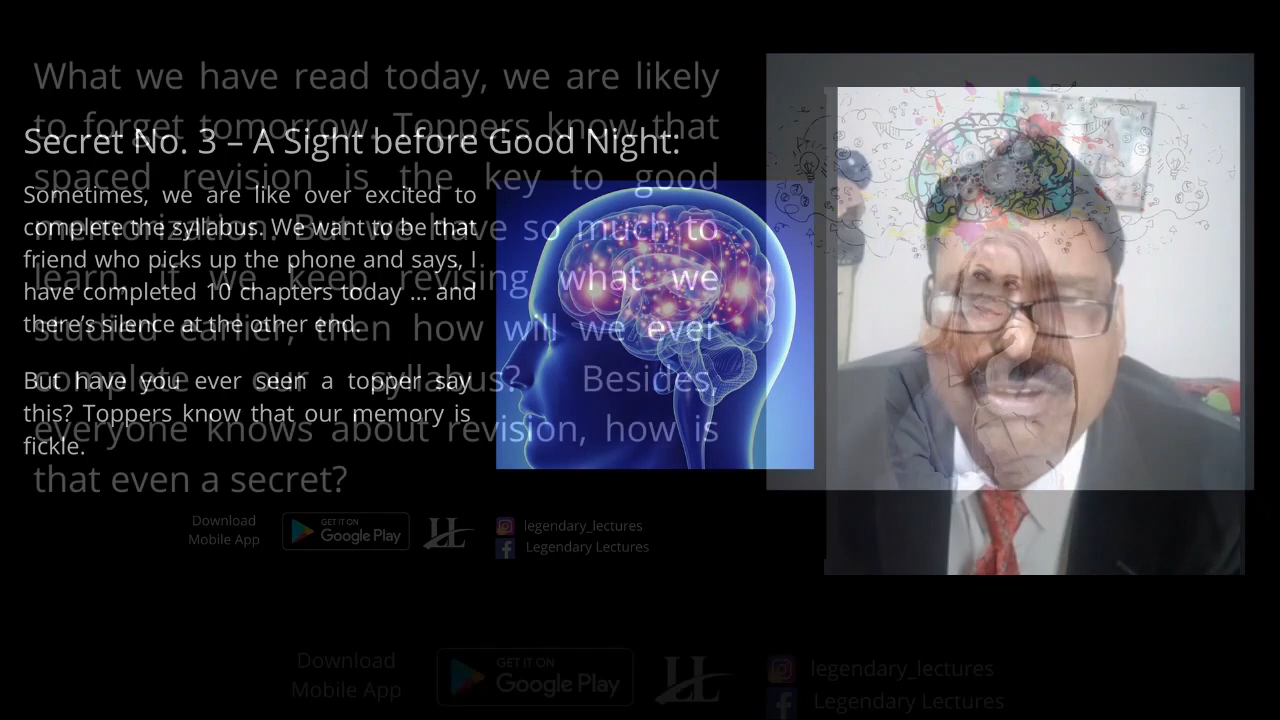 Secret No. 3 – A Sight before Good Night:
Sometimes, we are like over excited to
complete the syllabus. We want to be that
friend who picks up the phone and says, I
have completed 10 chapters today ... and
there's silence at the other end.
But have you ever seen a topper say
this? Toppers know that our memory is
fickle.
What we have read today, we are likely
to forget tomorrow. Toppers know that
spaced revision is the key to good
memorization. But we have so much to
learn, if we keep revising what we
studied earlier, then how will we ever
complete our syllabus? Besides,
everyone knows about revision, how is
that even a secret?
Download
Mobile App
GET IT ON
Google Play
legendary_lectures
Legendary Lectures
Download
Mobile App
GET IT ON
Google Play
legendary_lectures
Legendary Lectures